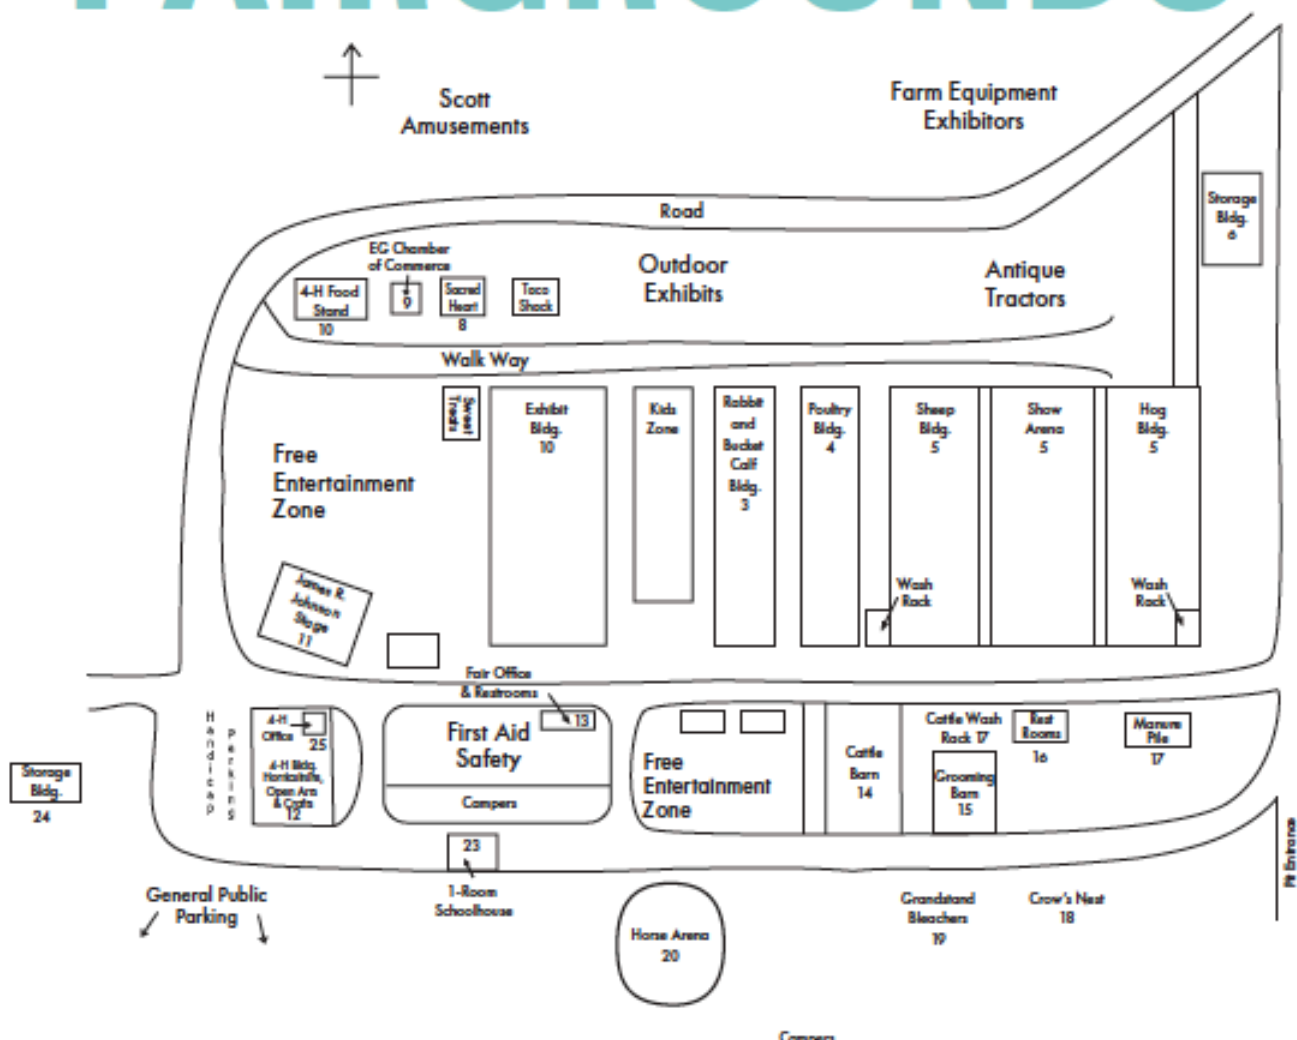 FAIRGROUNDS
Scott
Amusements
Farm Equipment
Exhibitors
Road
Storage
Bldg.
6
EG Chamber
of Commerce
4-H Food
Stand
10
9
Sacred
Heart
8
Taco
Shack
Outdoor
Exhibits
Antique
Tractors
Walk Way
Sweet
Treats
Exhibit
Bldg.
10
Kids
Zone
Rabbit
and
Bucket
Calf
Bldg.
3
Poultry
Bldg.
4
Sheep
Bldg.
5
Show
Arena
5
Hog
Bldg.
5
Free
Entertainment
Zone
Wash
Rack
Wash
Rack
James R.
Johnson
Stage
11
Fair Office
& Restrooms
13
Handicap
Parking
4-H
Office
25
4-H Bldg.
Horticulture,
Open Arts
& Crafts
12
First Aid
Safety
Campers
Free
Entertainment
Zone
Cattle
Barn
14
Cattle Wash
Rack 17
Grooming
Barn
15
Rest
Rooms
16
Manure
Pile
17
Storage
Bldg.
24
23
1-Room
Schoolhouse
General Public
Parking
Horse Arena
20
Grandstand
Bleachers
19
Crow's Nest
18
Pit Entrance
Campers